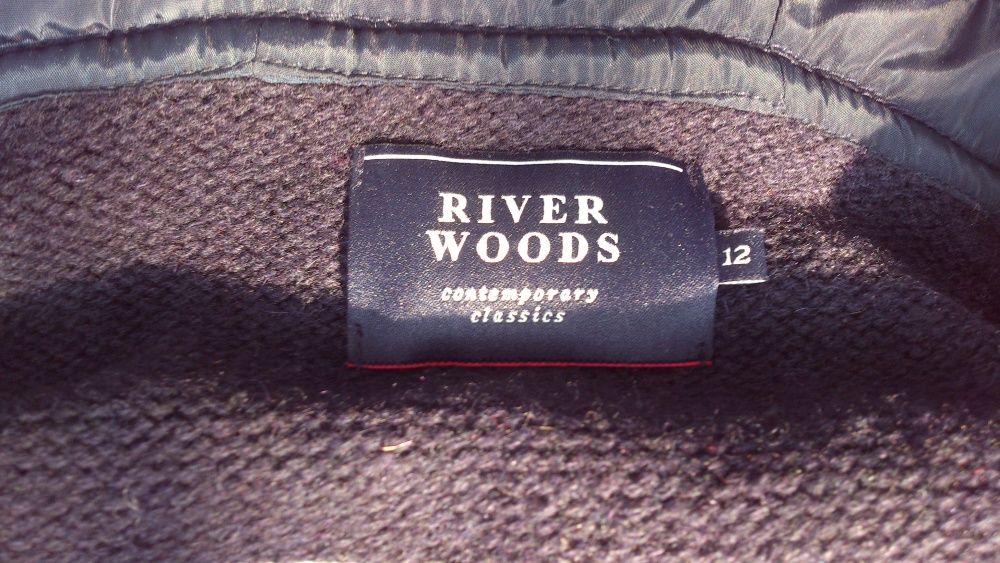 RIVER
WOODS
contemporary
classics
12